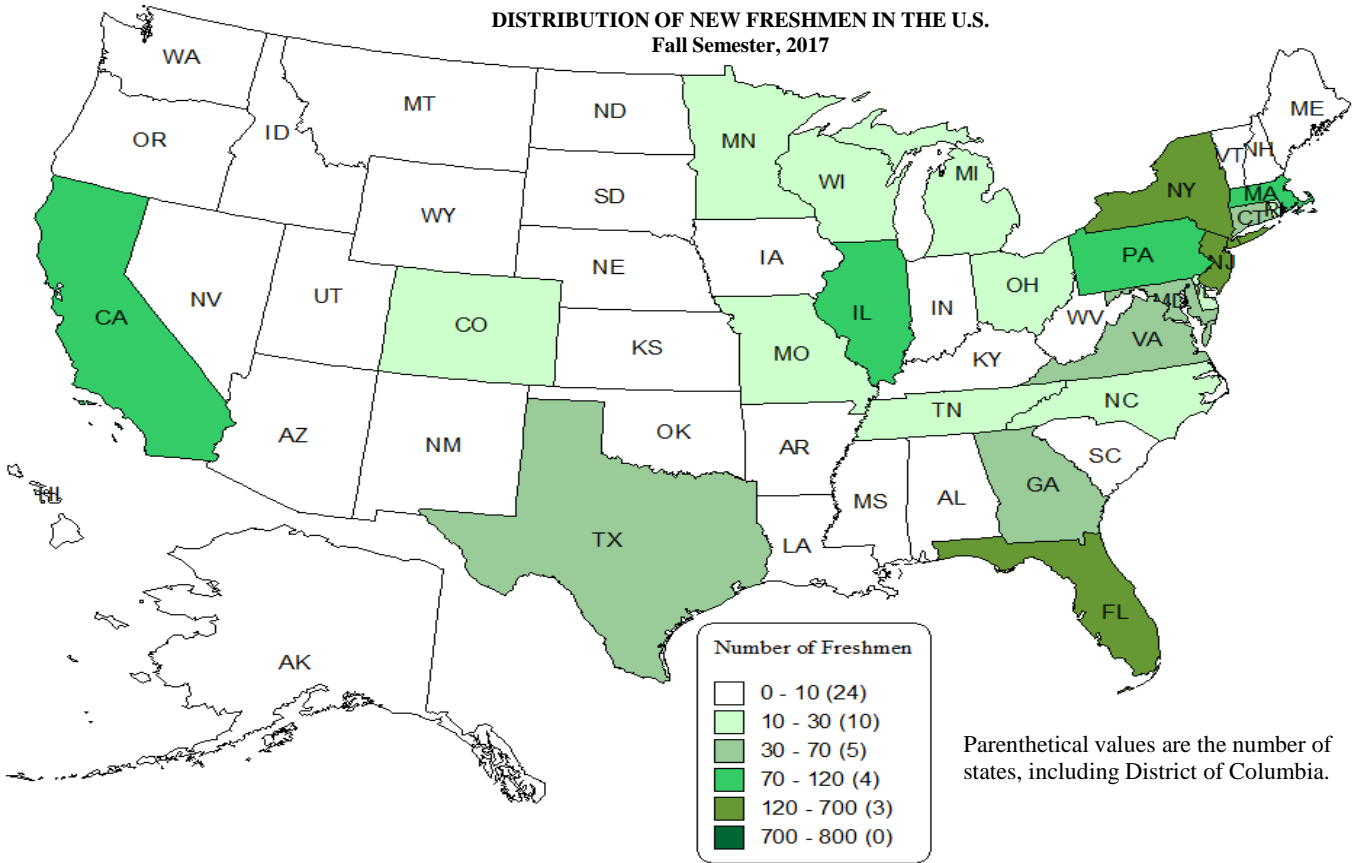 DISTRIBUTION OF NEW FRESHMEN IN THE U.S.
Fall Semester, 2017
WA
MT
ND
MN
ME
OR
ID
VT
NH
WI
MI
NY
SD
WY
MA
CT
IA
PA
NE
NJ
OH
NV
UT
IL
IN
CA
CO
WV
MD
VA
KS
MO
KY
TN
NC
AZ
OK
NM
AR
SC
GA
MS
AL
TX
LA
FL
AK
Number of Freshmen
0 - 10 (24)
10 - 30 (10)
30 - 70 (5)
70 - 120 (4)
120 - 700 (3)
700 - 800 (0)
Parenthetical values are the number of
states, including District of Columbia.